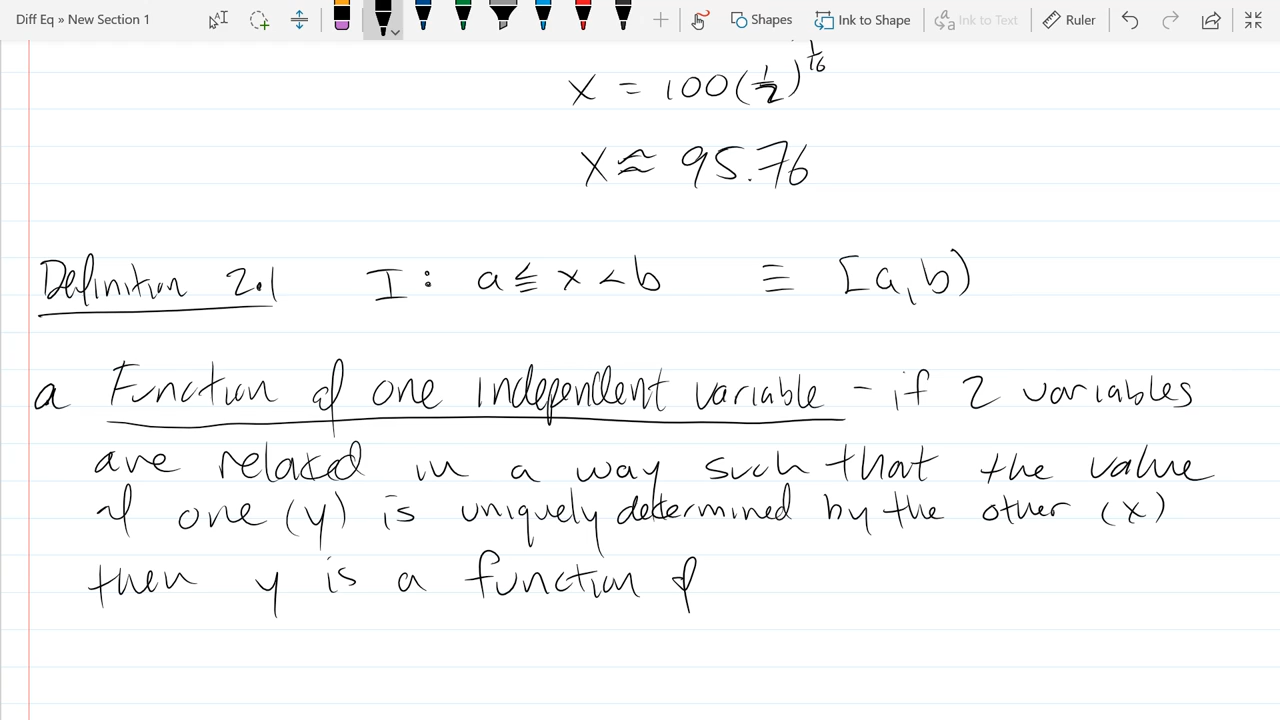 Diff Eq » New Section 1
Shapes
Ink to Shape
Ink to Text
Ruler
x = 100(1/2)^1/16
x ≈ 95.76
Definition 2.1 I: a ≤ x < b ≡ [a,b)
a Function of one independent variable - if 2 variables
are related in a way such that the value
of one (y) is uniquely determined by the other (x)
then y is a function of